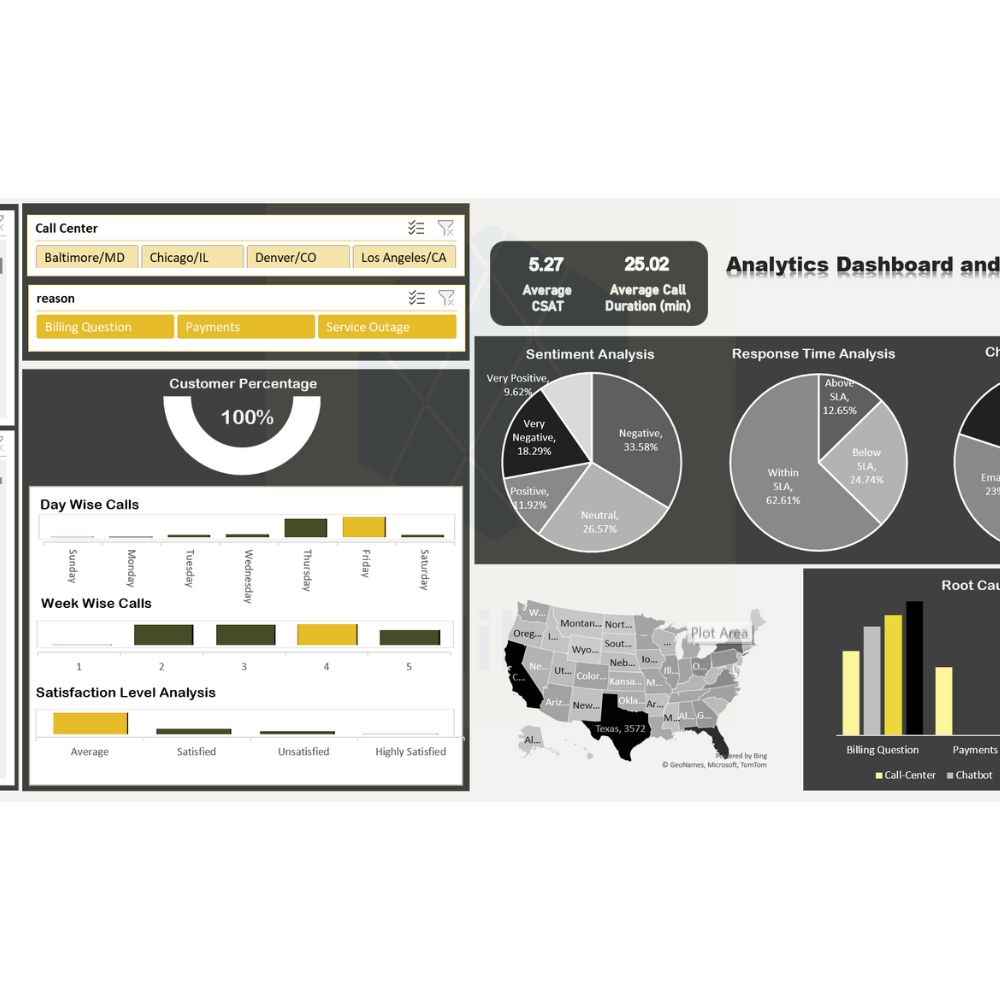 Call Center
Baltimore/MD
Chicago/IL
Denver/CO
Los Angeles/CA
reason
Billing Question
Payments
Service Outage
Customer Percentage
100%
Day Wise Calls
Sunday
Monday
Tuesday
Wednesday
Thursday
Friday
Saturday
Week Wise Calls
1
2
3
4
5
Satisfaction Level Analysis
Average
Satisfied
Unsatisfied
Highly Satisfied
5.27
Average
CSAT
25.02
Average Call
Duration (min)
Analytics Dashboard and
Sentiment Analysis
Very Positive,
9.62%
Very
Negative,
18.29%
Positive,
11.92%
Negative,
33.58%
Neutral,
26.57%
Response Time Analysis
Above
SLA,
12.65%
Below
SLA,
24.74%
Within
SLA,
62.61%
Ch
Ema
23%
W...
Montan...
Nort...
Oreg...
I...
Wyo...
Sout...
...
Plot Area
Ne...
Ut...
Color...
Neb...
Io...
Ill...
O...
C...
Kansa...
M...
Ariz...
New...
Okla...
Ar...
M...
Al...
G...
Texas, 3572
Al...
Powered by Bing
© GeoNames, Microsoft, TomTom
Root Cau
Billing Question
Payments
Call-Center
Chatbot